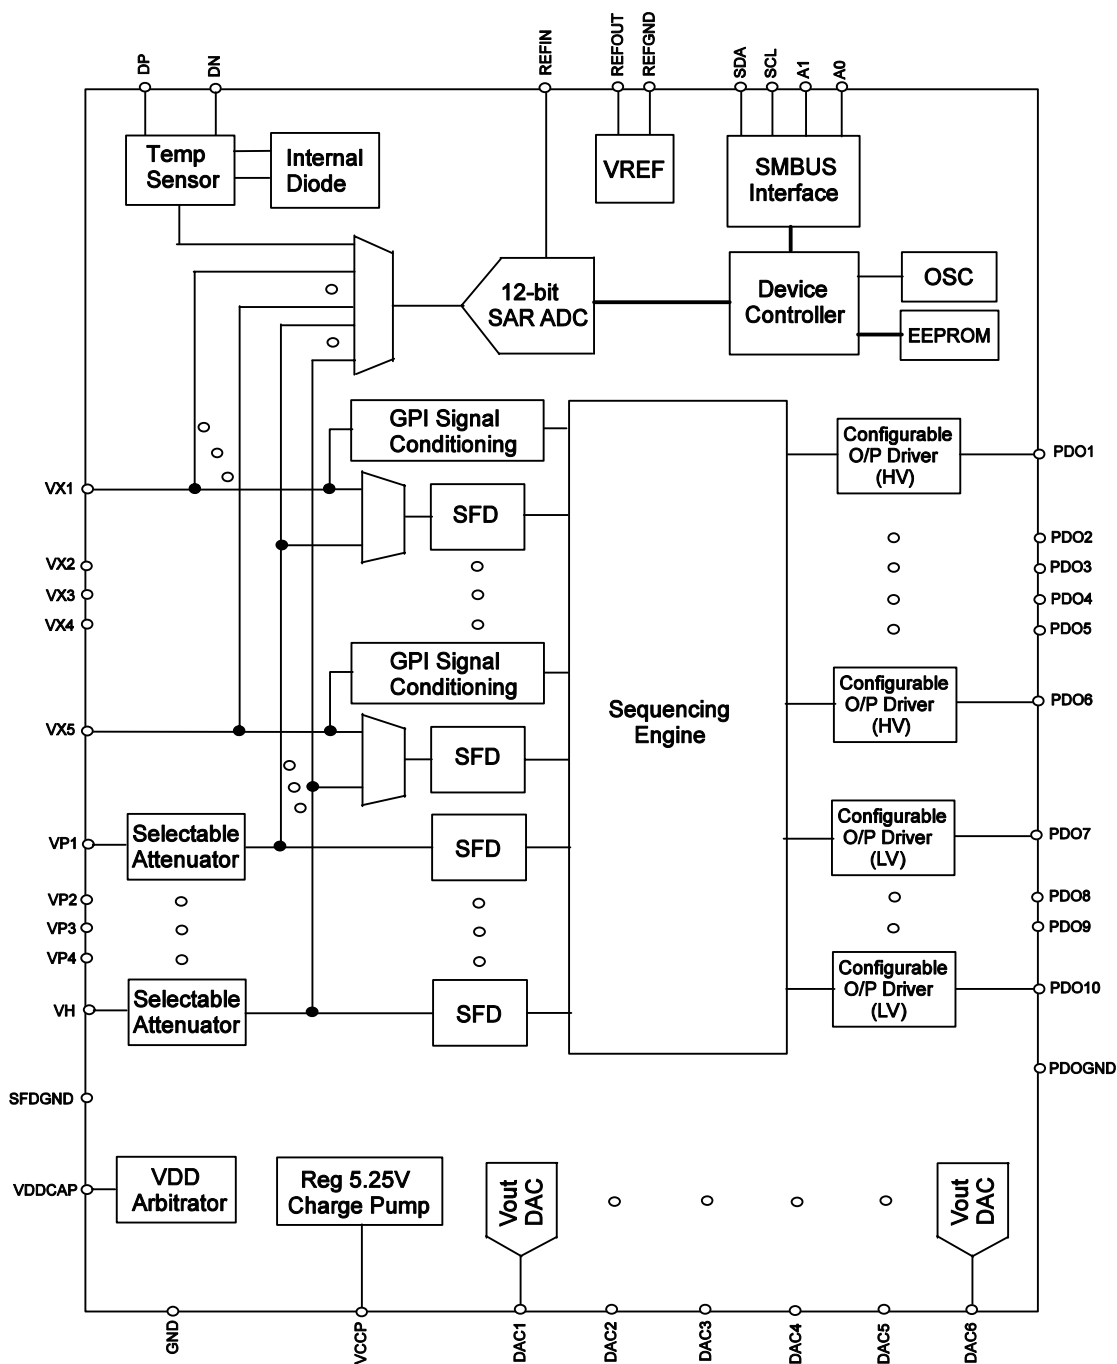 DP
DN
REFIN
REFOUT
REFGND
SDA
SCL
A1
A0
Temp
Sensor
Internal
Diode
VREF
SMBUS
Interface
12-bit
SAR ADC
Device
Controller
OSC
EEPROM
GPI Signal
Conditioning
Configurable
O/P Driver
(HV)
PDO1
VX1
SFD
PDO2
VX2
PDO3
VX3
PDO4
VX4
PDO5
GPI Signal
Conditioning
Configurable
O/P Driver
(HV)
PDO6
Sequencing
Engine
VX5
SFD
VP1
Selectable
Attenuator
SFD
Configurable
O/P Driver
(LV)
PDO7
VP2
PDO8
VP3
PDO9
VP4
Configurable
O/P Driver
(LV)
PDO10
VH
Selectable
Attenuator
SFD
PDOGND
SFDGND
VDDCAP
VDD
Arbitrator
Reg 5.25V
Charge Pump
Vout
DAC
Vout
DAC
GND
VCCP
DAC1
DAC2
DAC3
DAC4
DAC5
DAC6